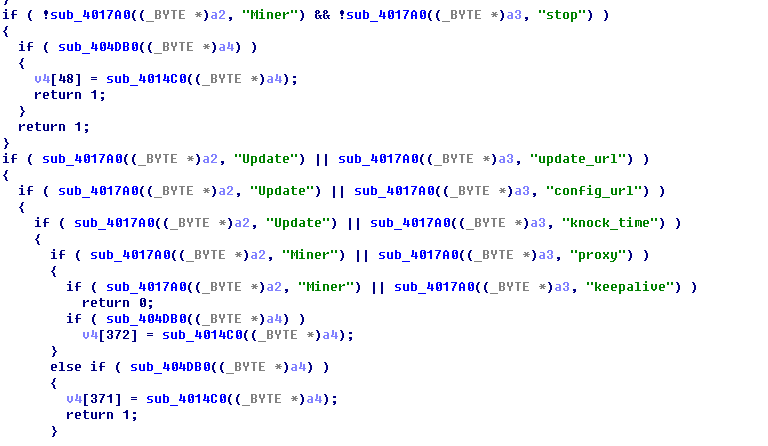 }
if ( !sub_4017A0((_BYTE *)a2, "Miner") && !sub_4017A0((_BYTE *)a3, "stop") )
{
if ( sub_404DB0((_BYTE *)a4) )
{
v4[48] = sub_4014C0((_BYTE *)a4);
return 1;
}
return 1;
}
if ( sub_4017A0((_BYTE *)a2, "Update") || sub_4017A0((_BYTE *)a3, "update_url") )
{
if ( sub_4017A0((_BYTE *)a2, "Update") || sub_4017A0((_BYTE *)a3, "config_url") )
{
if ( sub_4017A0((_BYTE *)a2, "Update") || sub_4017A0((_BYTE *)a3, "knock_time") )
{
if ( sub_4017A0((_BYTE *)a2, "Miner") || sub_4017A0((_BYTE *)a3, "proxy") )
{
if ( sub_4017A0((_BYTE *)a2, "Miner") || sub_4017A0((_BYTE *)a3, "keepalive") )
return 0;
if ( sub_404DB0((_BYTE *)a4) )
v4[372] = sub_4014C0((_BYTE *)a4);
}
else if ( sub_404DB0((_BYTE *)a4) )
{
v4[371] = sub_4014C0((_BYTE *)a4);
return 1;
}